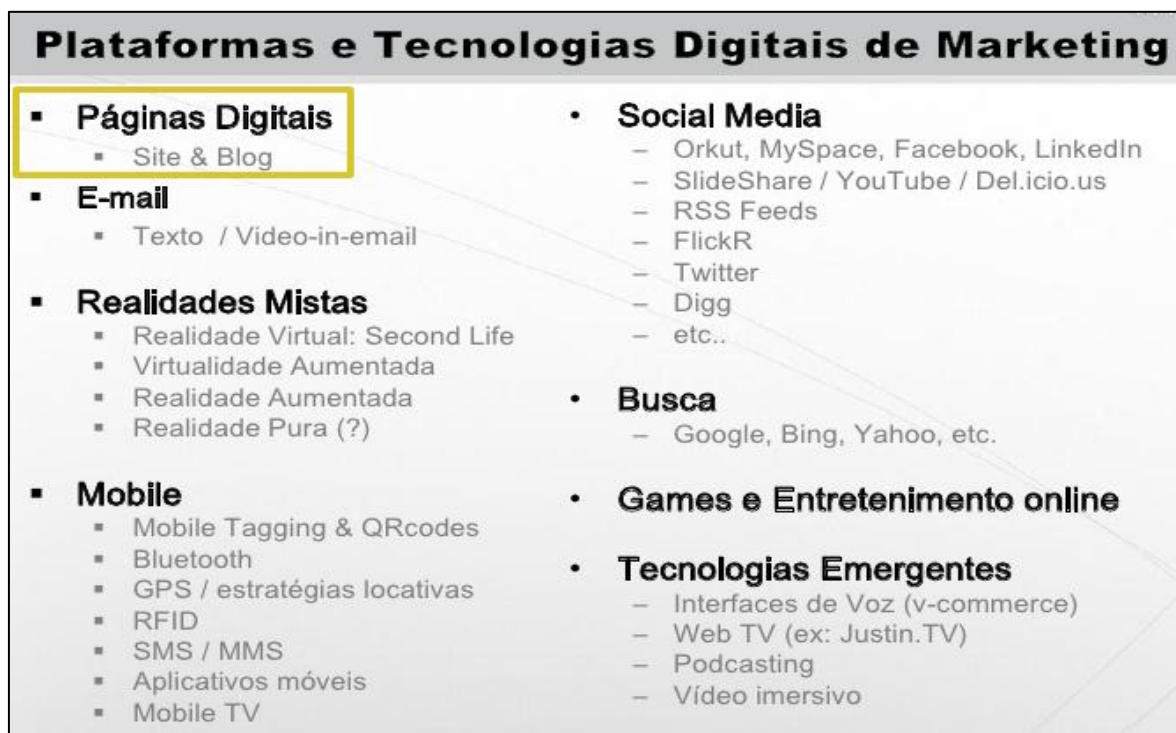 Plataformas e Tecnologias Digitais de Marketing
▪ Páginas Digitais
▪ Site & Blog
▪ E-mail
▪ Texto / Video-in-email
▪ Realidades Mistas
▪ Realidade Virtual: Second Life
▪ Virtualidade Aumentada
▪ Realidade Aumentada
▪ Realidade Pura (?)
▪ Mobile
▪ Mobile Tagging & QRcodes
▪ Bluetooth
▪ GPS / estratégias locativas
▪ RFID
▪ SMS / MMS
▪ Aplicativos móveis
▪ Mobile TV
• Social Media
– Orkut, MySpace, Facebook, LinkedIn
– SlideShare / YouTube / Del.icio.us
– RSS Feeds
– FlickR
– Twitter
– Digg
– etc..
• Busca
– Google, Bing, Yahoo, etc.
• Games e Entretenimento online
• Tecnologias Emergentes
– Interfaces de Voz (v-commerce)
– Web TV (ex: Justin.TV)
– Podcasting
– Vídeo imersivo